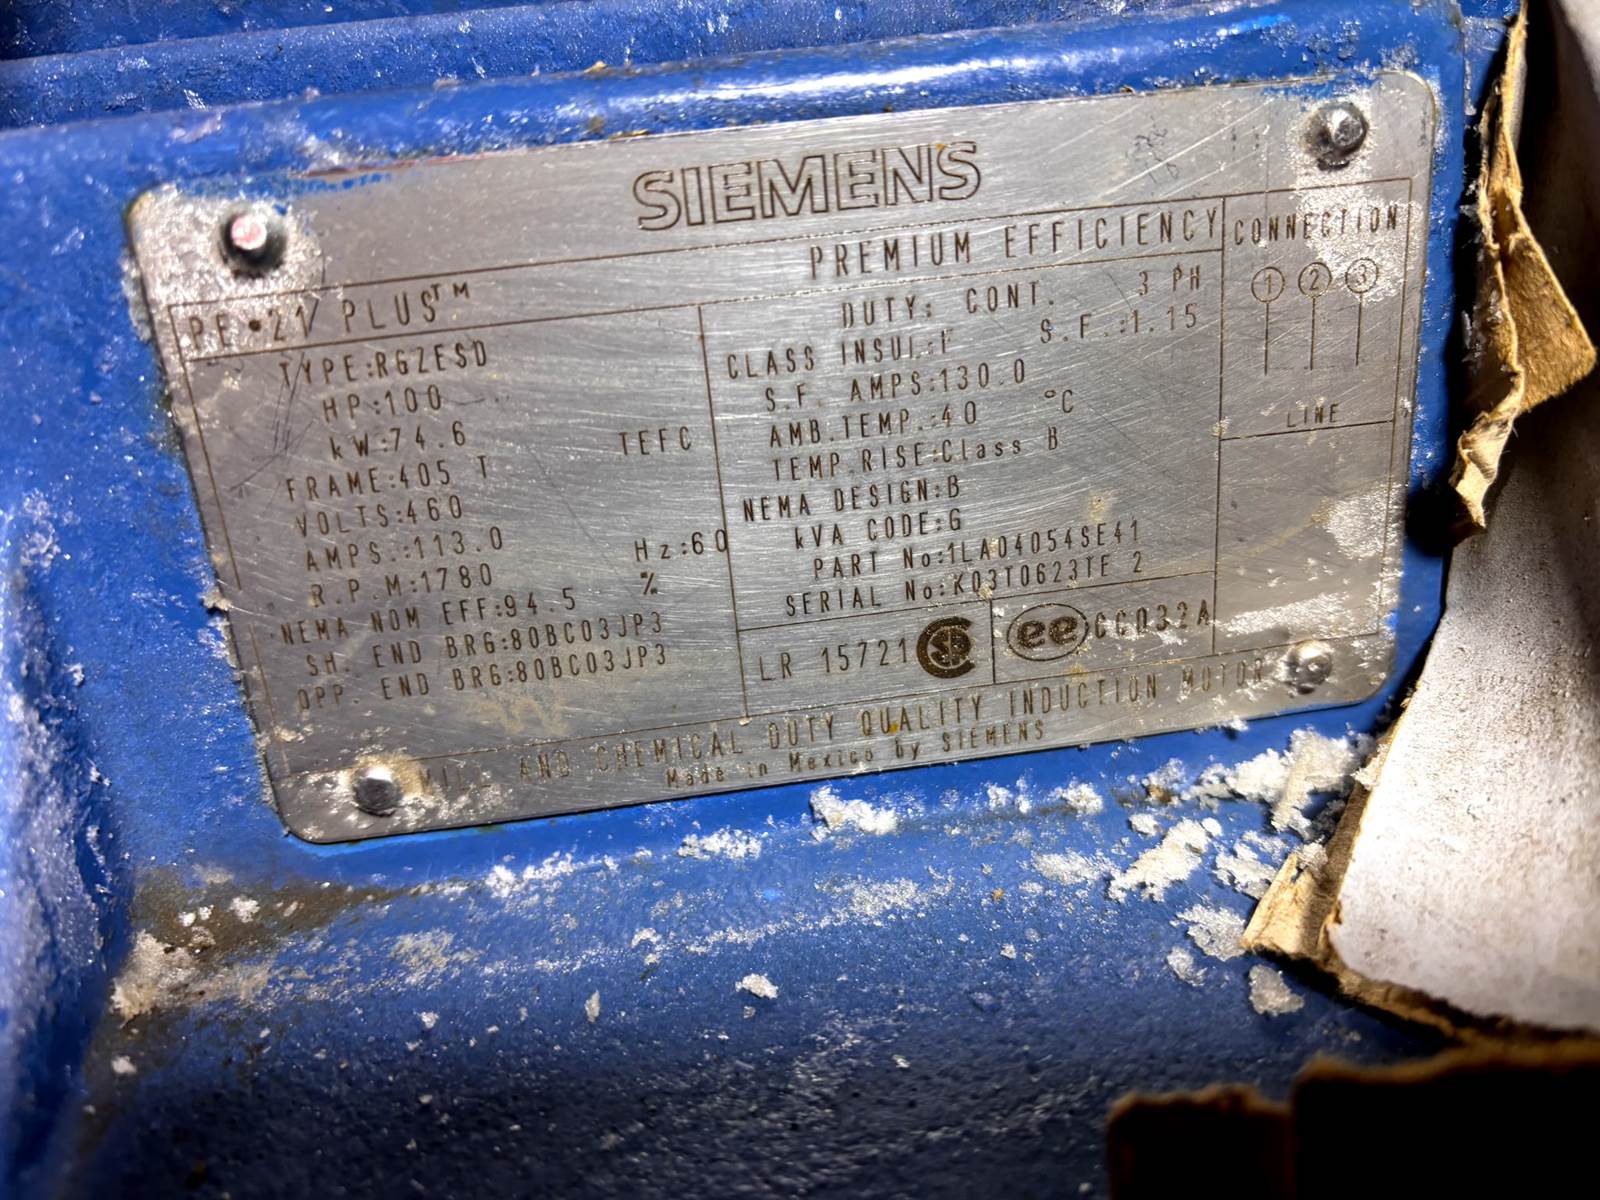 SIEMENS
PREMIUM EFFICIENCY
PE•21 PLUS™
TYPE:RGZESD
HP:100
kW:74.6 TEFC
FRAME:405 T
VOLTS:460
AMPS.:113.0 Hz:60
R.P.M:1780
NEMA NOM EFF:94.5 %
SH. END BRG:80BC03JP3
OPP. END BRG:80BC03JP3
DUTY: CONT. 3 PH
CLASS INSUL:F S.F.:1.15
S.F. AMPS:130.0
AMB.TEMP.:40 °C
TEMP.RISE:Class B
NEMA DESIGN:B
kVA CODE:G
PART No:1LA04054SE41
SERIAL No:K03T0623TE 2
LR 15721 ee CC032A
CONNECTION
1 2 3
LINE
MILL AND CHEMICAL DUTY QUALITY INDUCTION MOTOR
Made in Mexico by SIEMENS